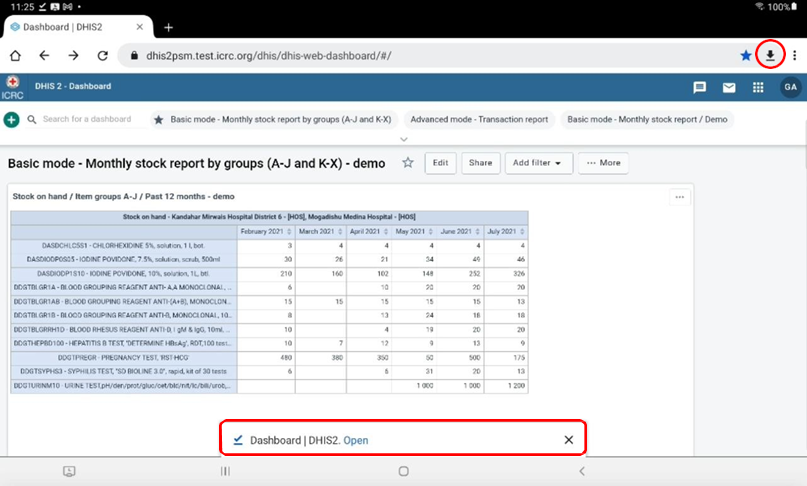 11:25
100%
Dashboard | DHIS2
dhis2psm.test.icrc.org/dhis/dhis-web-dashboard/#/
ICRC
DHIS 2 - Dashboard
GA
Search for a dashboard
Basic mode - Monthly stock report by groups (A-J and K-X)
Advanced mode - Transaction report
Basic mode - Monthly stock report / Demo
Basic mode - Monthly stock report by groups (A-J and K-X) - demo
Edit
Share
Add filter
More
Stock on hand / Item groups A-J / Past 12 months - demo
Stock on hand - Kandahar Mirwais Hospital District 6 - [HOS], Mogadishu Medina Hospital - [HOS]
February 2021 March 2021 April 2021 May 2021 June 2021 July 2021
DASDCHLC5S1 - CHLORHEXIDINE 5%, solution, 1 l, bot. 3 4 4 4 4 4
DASDIODP0S05 - IODINE POVIDONE, 7.5%, solution, scrub, 500ml 30 26 21 34 49 46
DASDIODP1S10 - IODINE POVIDONE, 10%, solution, 1L, btl. 210 160 102 148 252 326
DDGTBLGR1A - BLOOD GROUPING REAGENT ANTI-A,A MONOCLONAL, ... 6 10 20 20 20
DDGTBLGR1AB - BLOOD GROUPING REAGENT ANTI-(A+B), MONOCLON... 15 15 15 15 15 13
DDGTBLGR1B - BLOOD GROUPING REAGENT ANTI-B, MONOCLONAL, 10... 8 13 24 18 18
DDGTBLGRRH1D - BLOOD RHESUS REAGENT ANTI-D, IgM & IgG, 10ml, ... 10 4 19 20 20
DDGTHEPBD100 - HEPATITIS B TEST, "DETERMINE HBsAg", RDT,100 test... 10 7 12 9 13 9
DDGTPREGR - PREGNANCY TEST, "RST-HCG" 480 380 350 50 500 175
DDGTSYPHS3 - SYPHILIS TEST, "SD BIOLINE 3.0", rapid, kit of 30 tests 6 6 31 20 13
DDGTURINM10 - URINE TEST,pH/den/prot/gluc/cet/bld/nit/lc/bili/urob,... 1 000 1 000 1 200
Dashboard | DHIS2. Open